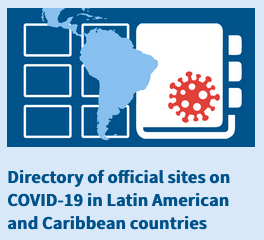 Directory of official sites on
COVID-19 in Latin American
and Caribbean countries